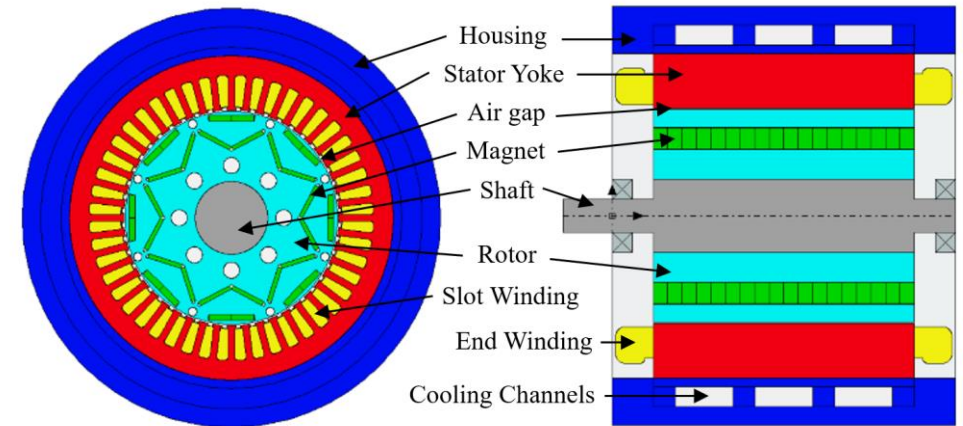 Housing
Stator Yoke
Air gap
Magnet
Shaft
Rotor
Slot Winding
End Winding
Cooling Channels